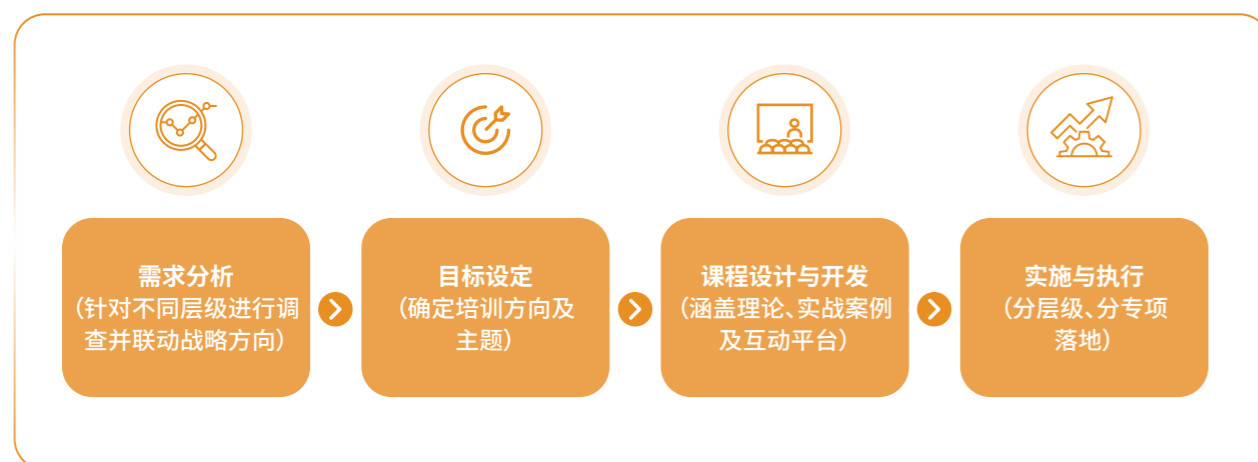 需求分析
（针对不同层级进行调
查并联动战略方向）
目标设定
（确定培训方向及
主题）
课程设计与开发
（涵盖理论、实战案例
及互动平台）
实施与执行
（分层级、分专项
落地）